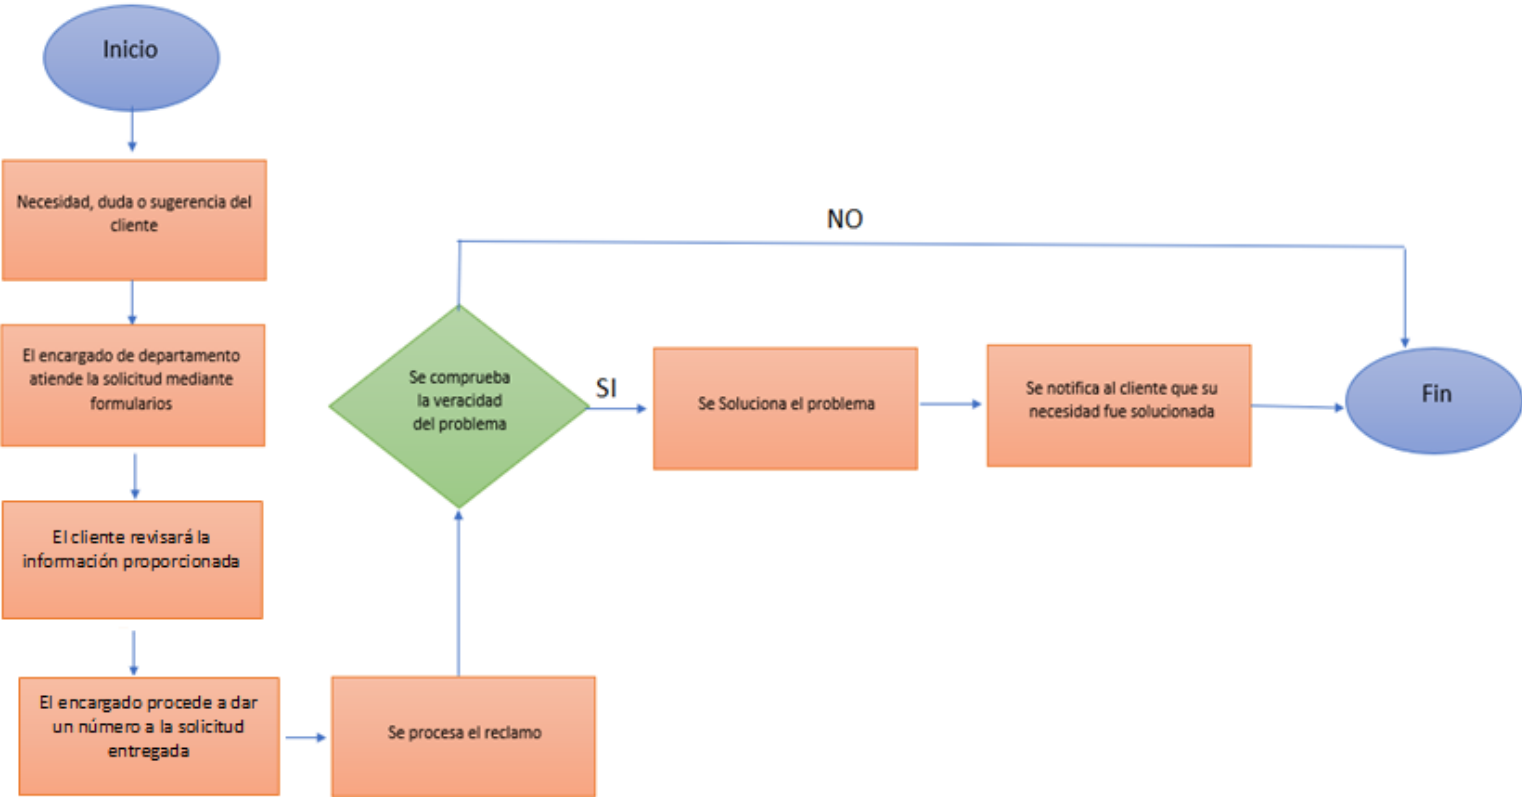 Inicio
Necesidad, duda o sugerencia del
cliente
El encargado de departamento
atiende la solicitud mediante
formularios
El cliente revisará la
información proporcionada
El encargado procede a dar
un número a la solicitud
entregada
Se procesa el reclamo
Se comprueba
la veracidad
del problema
NO
SI
Se Soluciona el problema
Se notifica al cliente que su
necesidad fue solucionada
Fin